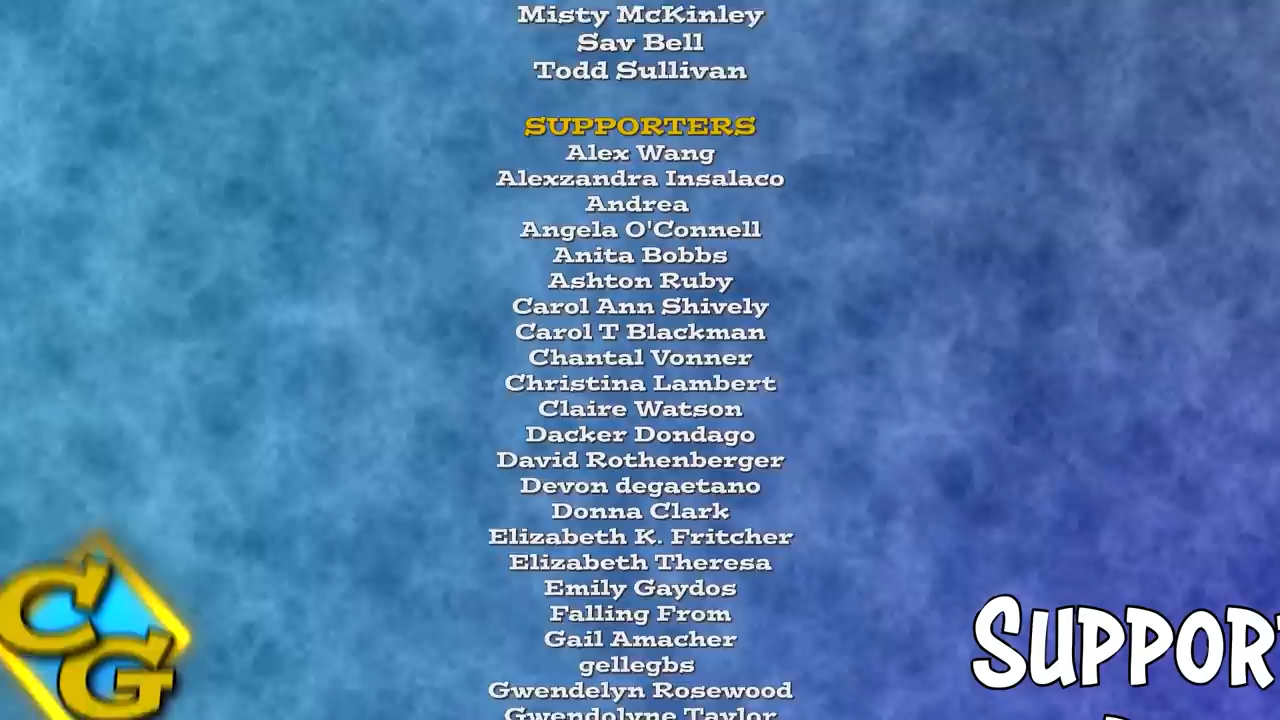 Misty McKinley
Sav Bell
Todd Sullivan
SUPPORTERS
Alex Wang
Alexzandra Insalaco
Andrea
Angela O'Connell
Anita Bobbs
Ashton Ruby
Carol Ann Shively
Carol T Blackman
Chantal Vonner
Christina Lambert
Claire Watson
Dacker Dondago
David Rothenberger
Devon degaetano
Donna Clark
Elizabeth K. Fritcher
Elizabeth Theresa
Emily Gaydos
Falling From
Gail Amacher
gellegbs
Gwendelyn Rosewood
Gwendolyne Taylor
CG
SUPPORT